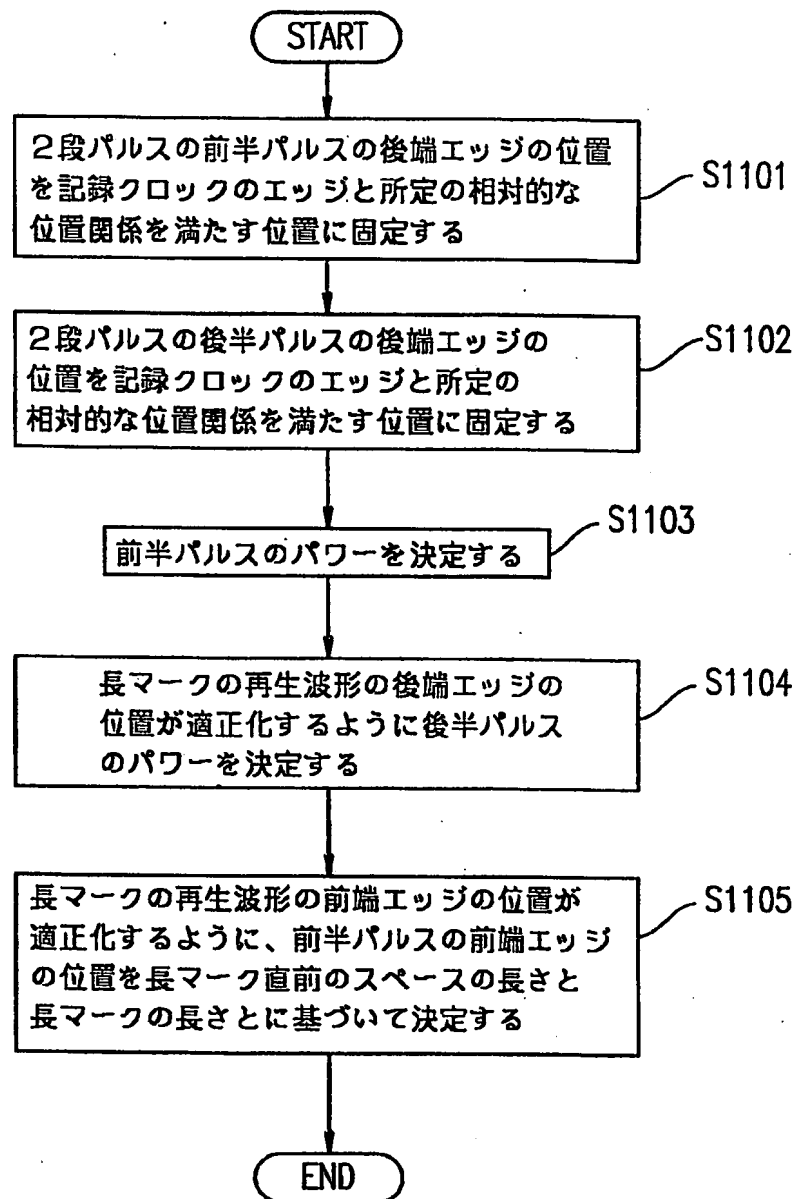 START
2段パルスの前半パルスの後端エッジの位置
を記録クロックのエッジと所定の相対的な
位置関係を満たす位置に固定する
S1101
2段パルスの後半パルスの後端エッジの
位置を記録クロックのエッジと所定の
相対的な位置関係を満たす位置に固定する
S1102
前半パルスのパワーを決定する
S1103
長マークの再生波形の後端エッジの
位置が適正化するように後半パルス
のパワーを決定する
S1104
長マークの再生波形の前端エッジの位置が
適正化するように、前半パルスの前端エッジ
の位置を長マーク直前のスペースの長さと
長マークの長さとに基づいて決定する
S1105
END